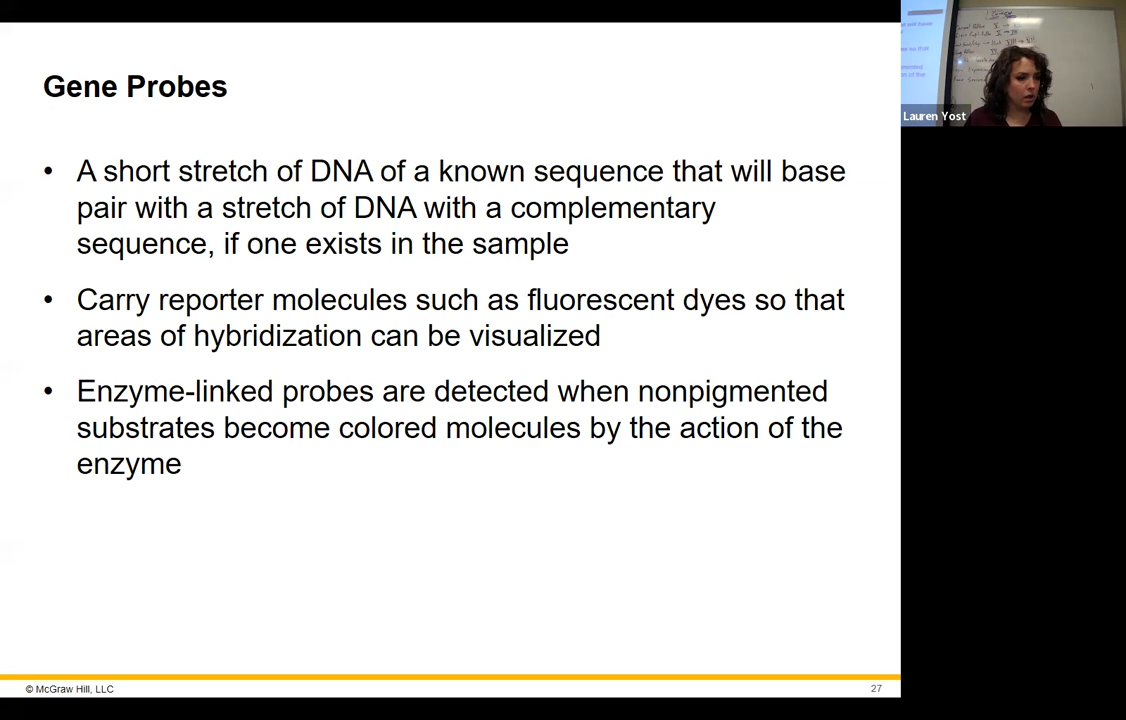 Gene Probes
• A short stretch of DNA of a known sequence that will base
pair with a stretch of DNA with a complementary
sequence, if one exists in the sample
• Carry reporter molecules such as fluorescent dyes so that
areas of hybridization can be visualized
• Enzyme-linked probes are detected when nonpigmented
substrates become colored molecules by the action of the
enzyme
© McGraw Hill, LLC
27
Lauren Yost